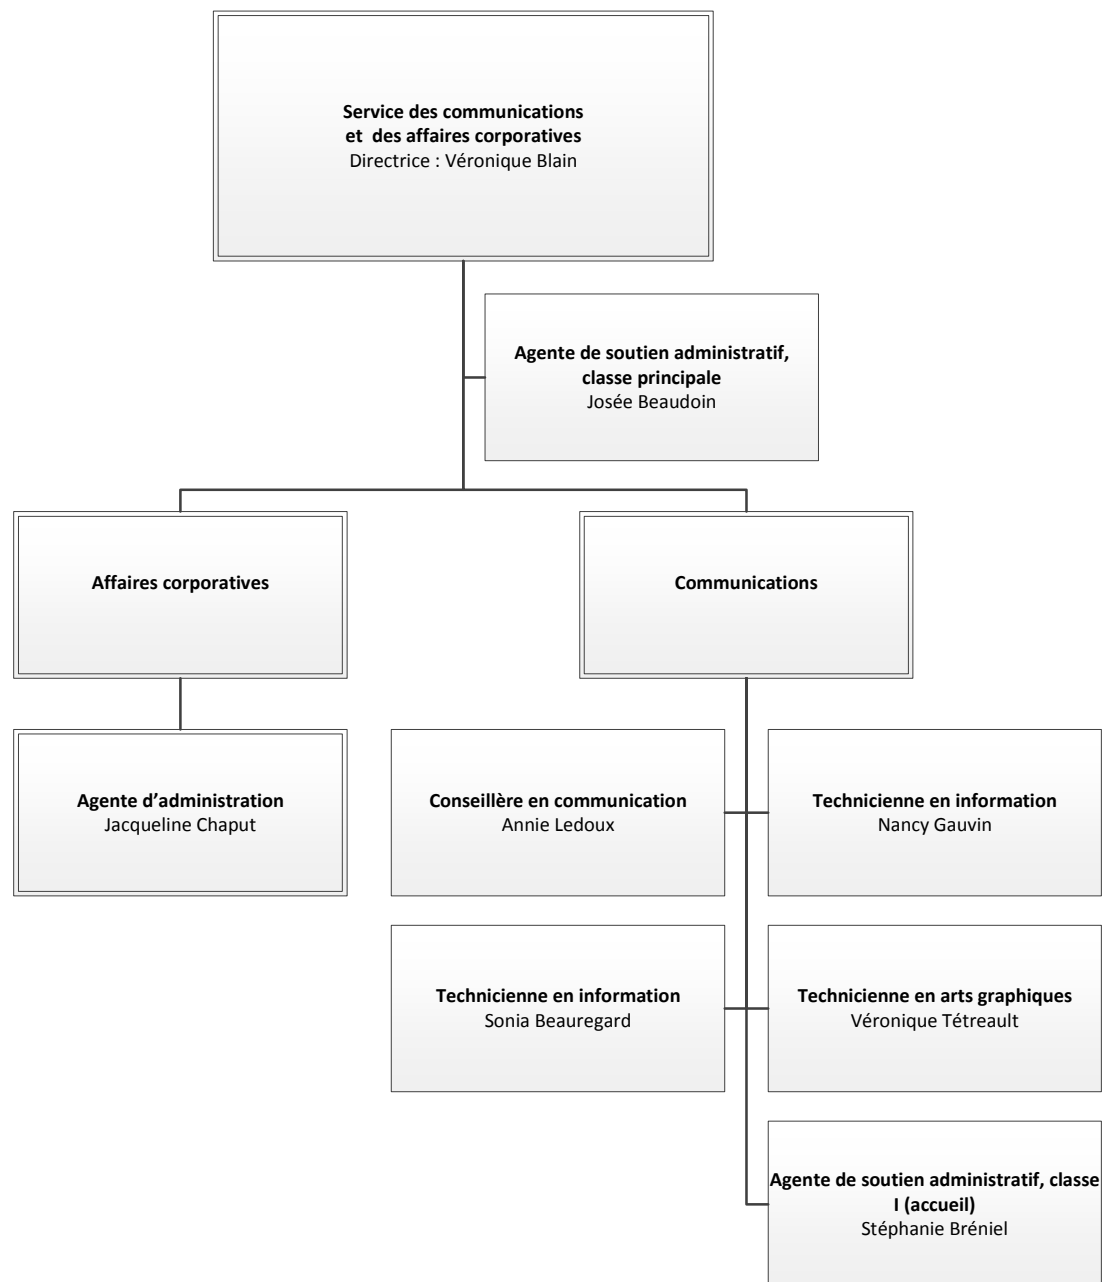 Service des communications
et des affaires corporatives
Directrice : Véronique Blain
Agente de soutien administratif,
classe principale
Josée Beaudoin
Affaires corporatives
Communications
Agente d’administration
Jacqueline Chaput
Conseillère en communication
Annie Ledoux
Technicienne en information
Nancy Gauvin
Technicienne en information
Sonia Beauregard
Technicienne en arts graphiques
Véronique Tétreault
Agente de soutien administratif, classe
I (accueil)
Stéphanie Bréniel